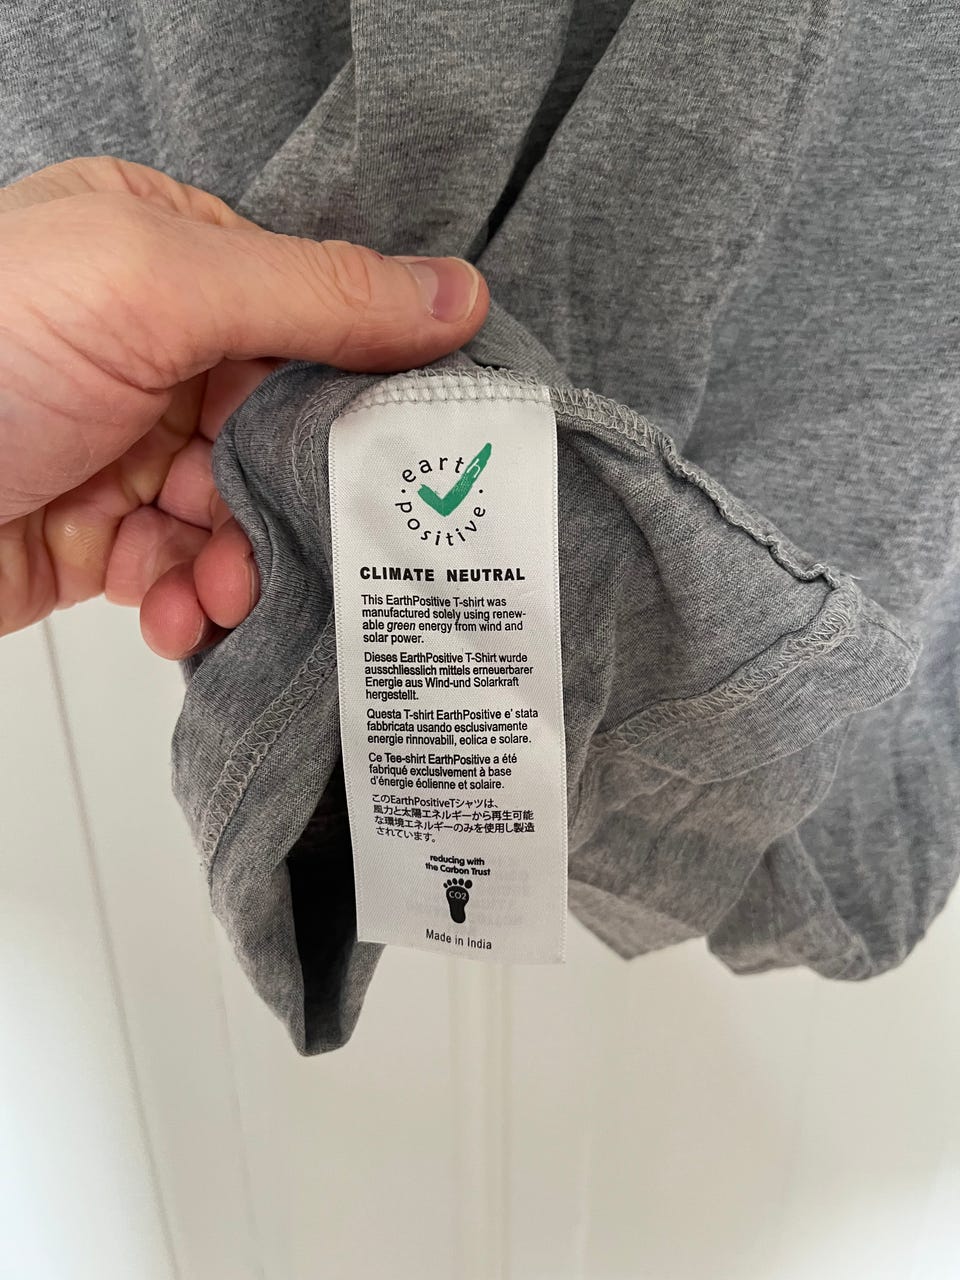 earth
positive
CLIMATE NEUTRAL
This EarthPositive T-shirt was
manufactured solely using renew-
able green energy from wind and
solar power.
Dieses EarthPositive T-Shirt wurde
ausschliesslich mittels erneuerbarer
Energie aus Wind-und Solarkraft
hergestellt.
Questa T-shirt EarthPositive e' stata
fabbricata usando esclusivamente
energie rinnovabili, eolica e solare.
Ce Tee-shirt EarthPositive a été
fabriqué exclusivement à base
d'énergie éolienne et solaire.
このEarthPositiveTシャツは、
風力と太陽エネルギーから再生可能
な環境エネルギーのみを使用し製造
されています。
reducing with
the Carbon Trust
CO2
Made in India